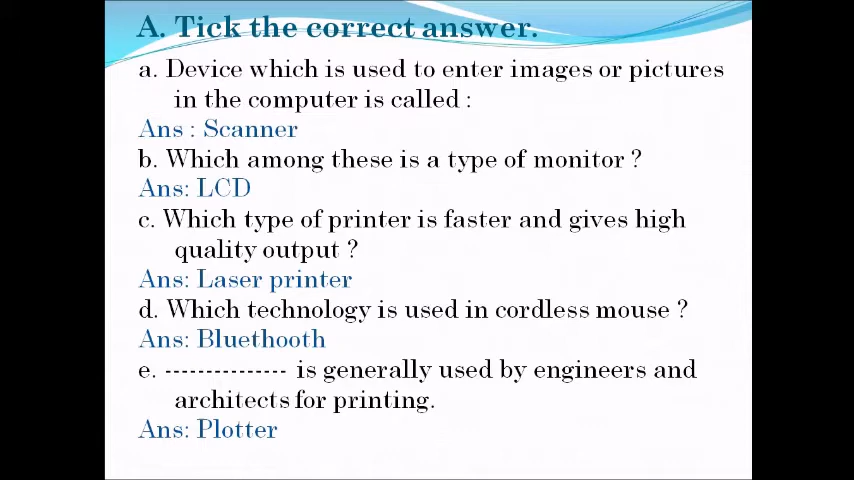 A. Tick the correct answer.
a. Device which is used to enter images or pictures
in the computer is called :
Ans : Scanner
b. Which among these is a type of monitor ?
Ans: LCD
c. Which type of printer is faster and gives high
quality output ?
Ans: Laser printer
d. Which technology is used in cordless mouse ?
Ans: Bluethooth
e. --------------- is generally used by engineers and
architects for printing.
Ans: Plotter